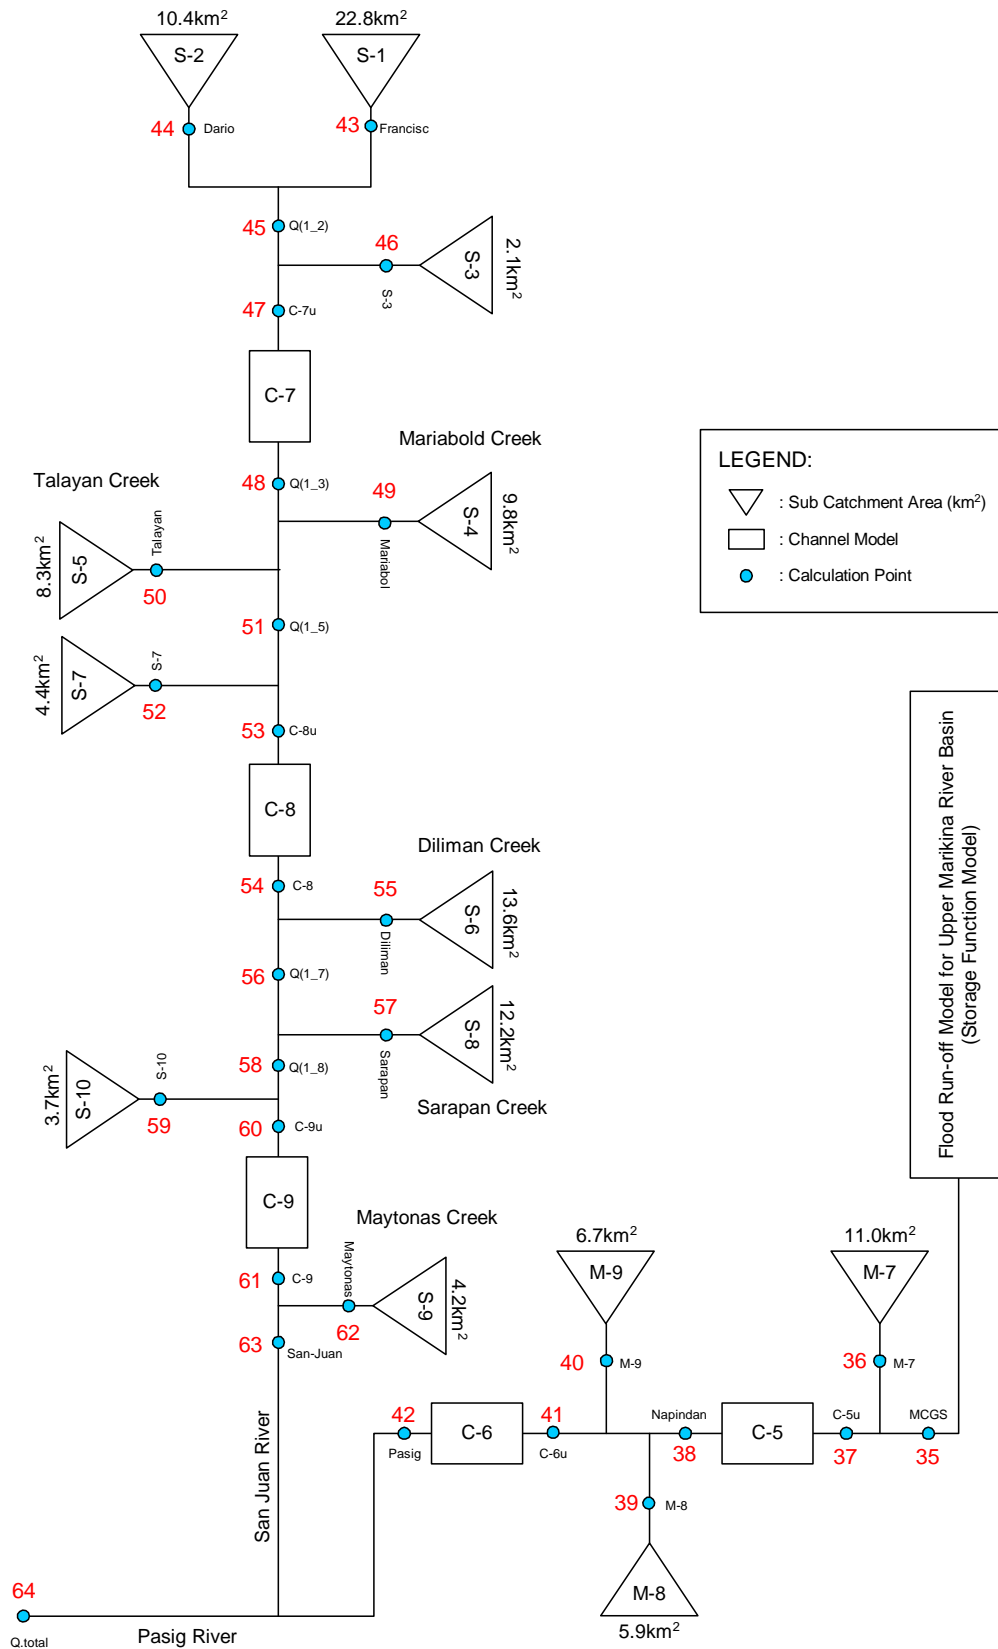 10.4km²
22.8km²
S-2
S-1
44
Dario
43
Francisc
45
Q(1_2)
46
S-3
2.1km²
S-3
47
C-7u
C-7
Mariabold Creek
Talayan Creek
48
Q(1_3)
49
S-4
9.8km²
Mariabol
LEGEND:
: Sub Catchment Area (km²)
: Channel Model
: Calculation Point
8.3km²
S-5
Talayan
50
51
Q(1_5)
4.4km²
S-7
S-7
52
53
C-8u
C-8
Flood Run-off Model for Upper Marikina River Basin
(Storage Function Model)
Diliman Creek
54
C-8
55
S-6
13.6km²
Diliman
56
Q(1_7)
57
S-8
12.2km²
Sarapan
58
Q(1_8)
Sarapan Creek
3.7km²
S-10
S-10
59
60
C-9u
C-9
Maytonas Creek
61
C-9
Maytonas
S-9
4.2km²
62
63
San-Juan
6.7km²
M-9
11.0km²
M-7
40
M-9
36
M-7
42
Pasig
C-6
41
C-6u
Napindan
38
C-5
C-5u
37
MCGS
35
39
M-8
M-8
5.9km²
San Juan River
64
Q.total
Pasig River